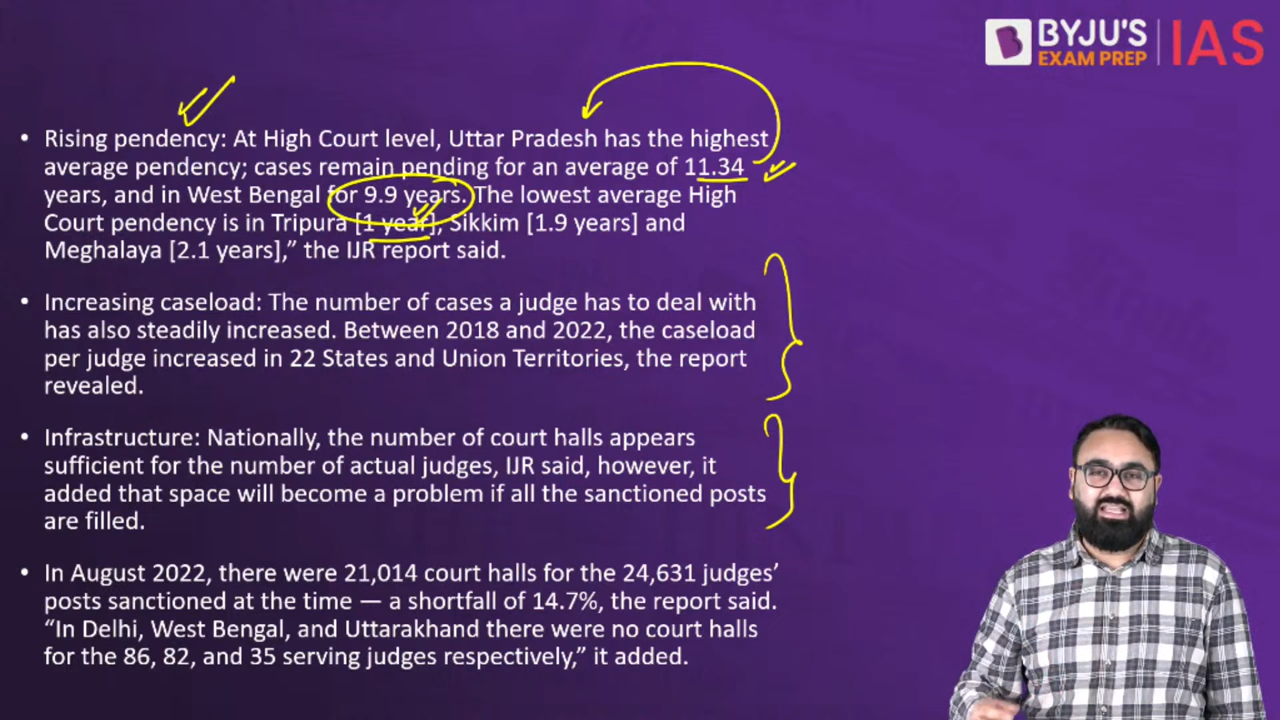 BYJU'S
EXAM PREP
IAS
• Rising pendency: At High Court level, Uttar Pradesh has the highest
average pendency; cases remain pending for an average of 11.34
years, and in West Bengal for 9.9 years. The lowest average High
Court pendency is in Tripura [1 year], Sikkim [1.9 years] and
Meghalaya [2.1 years],” the IJR report said.
• Increasing caseload: The number of cases a judge has to deal with
has also steadily increased. Between 2018 and 2022, the caseload
per judge increased in 22 States and Union Territories, the report
revealed.
• Infrastructure: Nationally, the number of court halls appears
sufficient for the number of actual judges, IJR said, however, it
added that space will become a problem if all the sanctioned posts
are filled.
• In August 2022, there were 21,014 court halls for the 24,631 judges’
posts sanctioned at the time — a shortfall of 14.7%, the report said.
“In Delhi, West Bengal, and Uttarakhand there were no court halls
for the 86, 82, and 35 serving judges respectively,” it added.